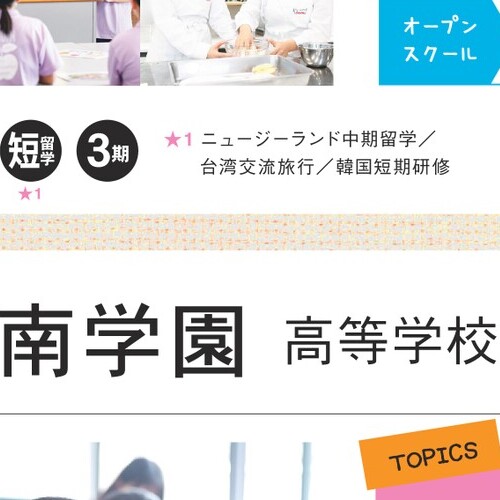 オープン
スクール
短留学
3期
★1
★1 ニュージーランド中期留学／
台湾交流旅行／韓国短期研修
南学園 高等学校
TOPICS